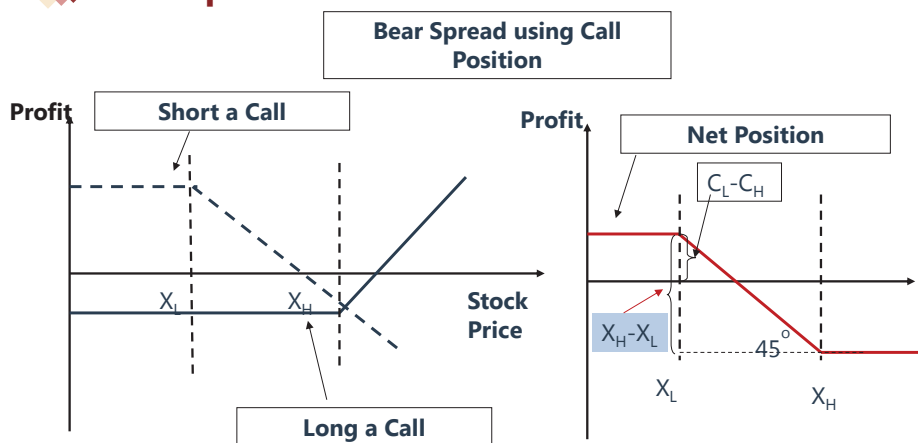 Bear Spread using Call
Position
Profit
Short a Call
X_L
X_H
Stock
Price
Long a Call
Profit
Net Position
C_L-C_H
X_H-X_L
45°
X_L
X_H